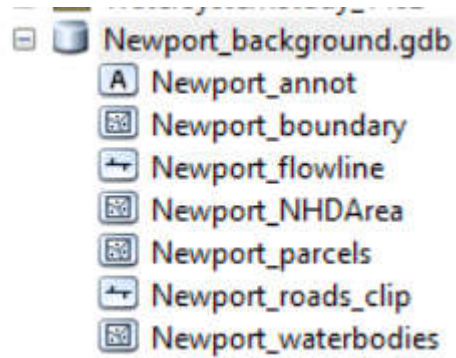 Newport_background.gdb
A Newport_annot
Newport_boundary
Newport_flowline
Newport_NHDArea
Newport_parcels
Newport_roads_clip
Newport_waterbodies